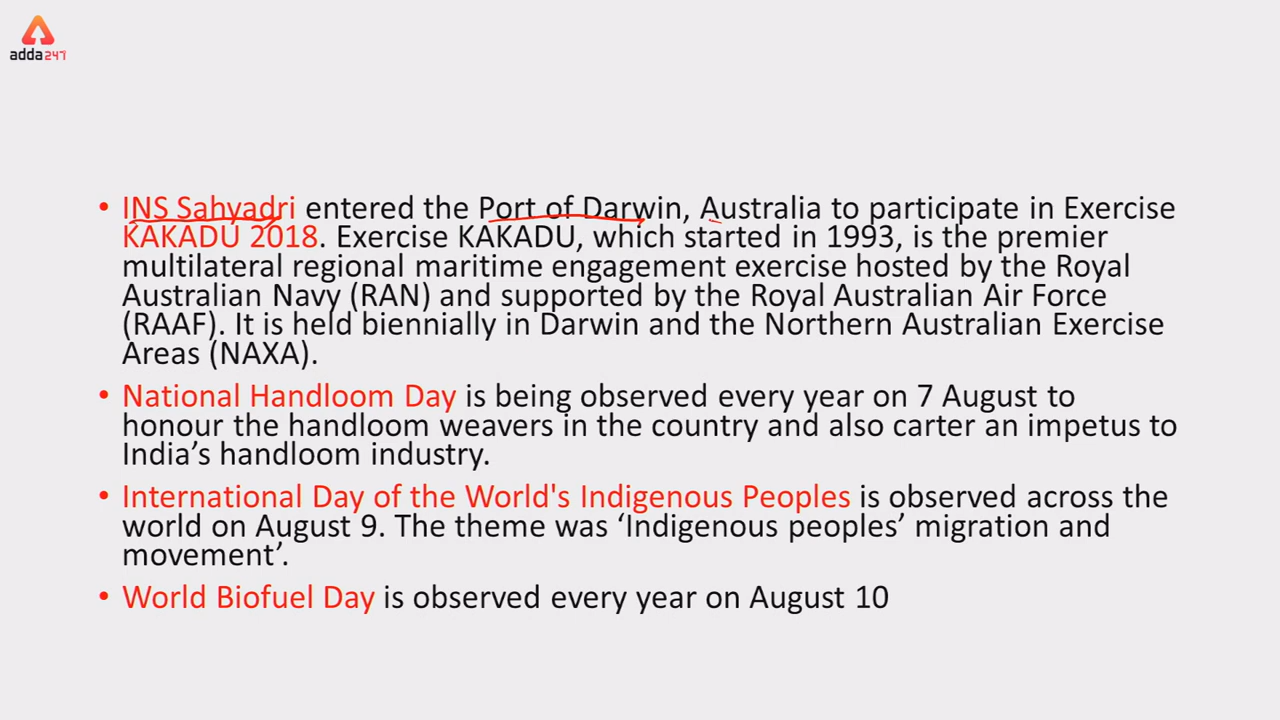 adda247
• INS Sahyadri entered the Port of Darwin, Australia to participate in Exercise
KAKADU 2018. Exercise KAKADU, which started in 1993, is the premier
multilateral regional maritime engagement exercise hosted by the Royal
Australian Navy (RAN) and supported by the Royal Australian Air Force
(RAAF). It is held biennially in Darwin and the Northern Australian Exercise
Areas (NAXA).
• National Handloom Day is being observed every year on 7 August to
honour the handloom weavers in the country and also carter an impetus to
India’s handloom industry.
• International Day of the World's Indigenous Peoples is observed across the
world on August 9. The theme was ‘Indigenous peoples’ migration and
movement’.
• World Biofuel Day is observed every year on August 10